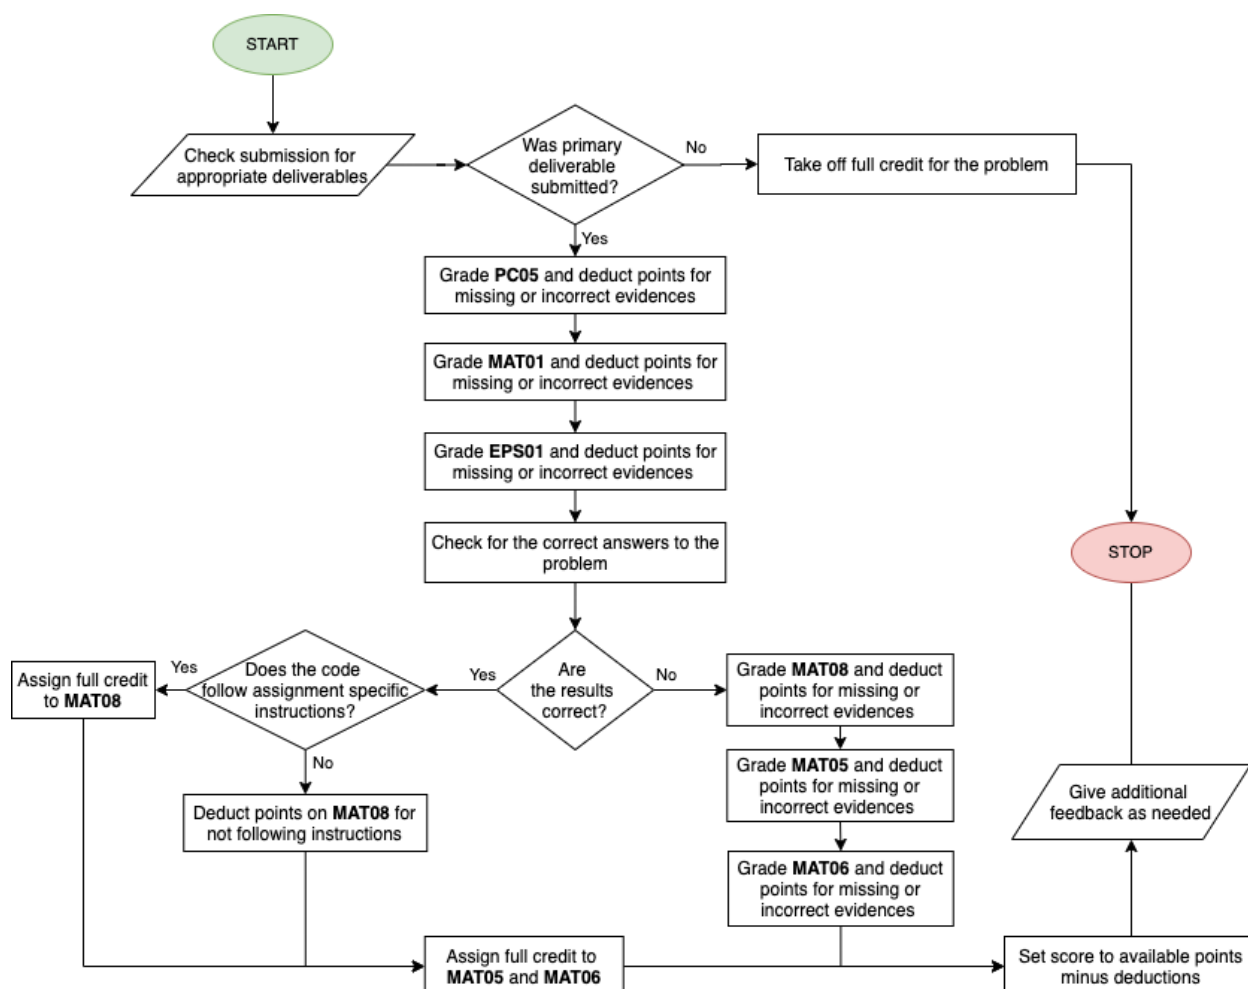 START
Check submission for
appropriate deliverables
Was primary
deliverable
submitted?
No
Take off full credit for the problem
Yes
Grade PC05 and deduct points for
missing or incorrect evidences
Grade MAT01 and deduct points for
missing or incorrect evidences
Grade EPS01 and deduct points for
missing or incorrect evidences
Check for the correct answers to the
problem
STOP
Are
the results
correct?
Yes
Does the code
follow assignment specific
instructions?
Yes
Assign full credit
to MAT08
No
Deduct points on MAT08 for
not following instructions
No
Grade MAT08 and deduct
points for missing or
incorrect evidences
Grade MAT05 and deduct
points for missing or
incorrect evidences
Grade MAT06 and deduct
points for missing or
incorrect evidences
Assign full credit to
MAT05 and MAT06
Set score to available points
minus deductions
Give additional
feedback as needed